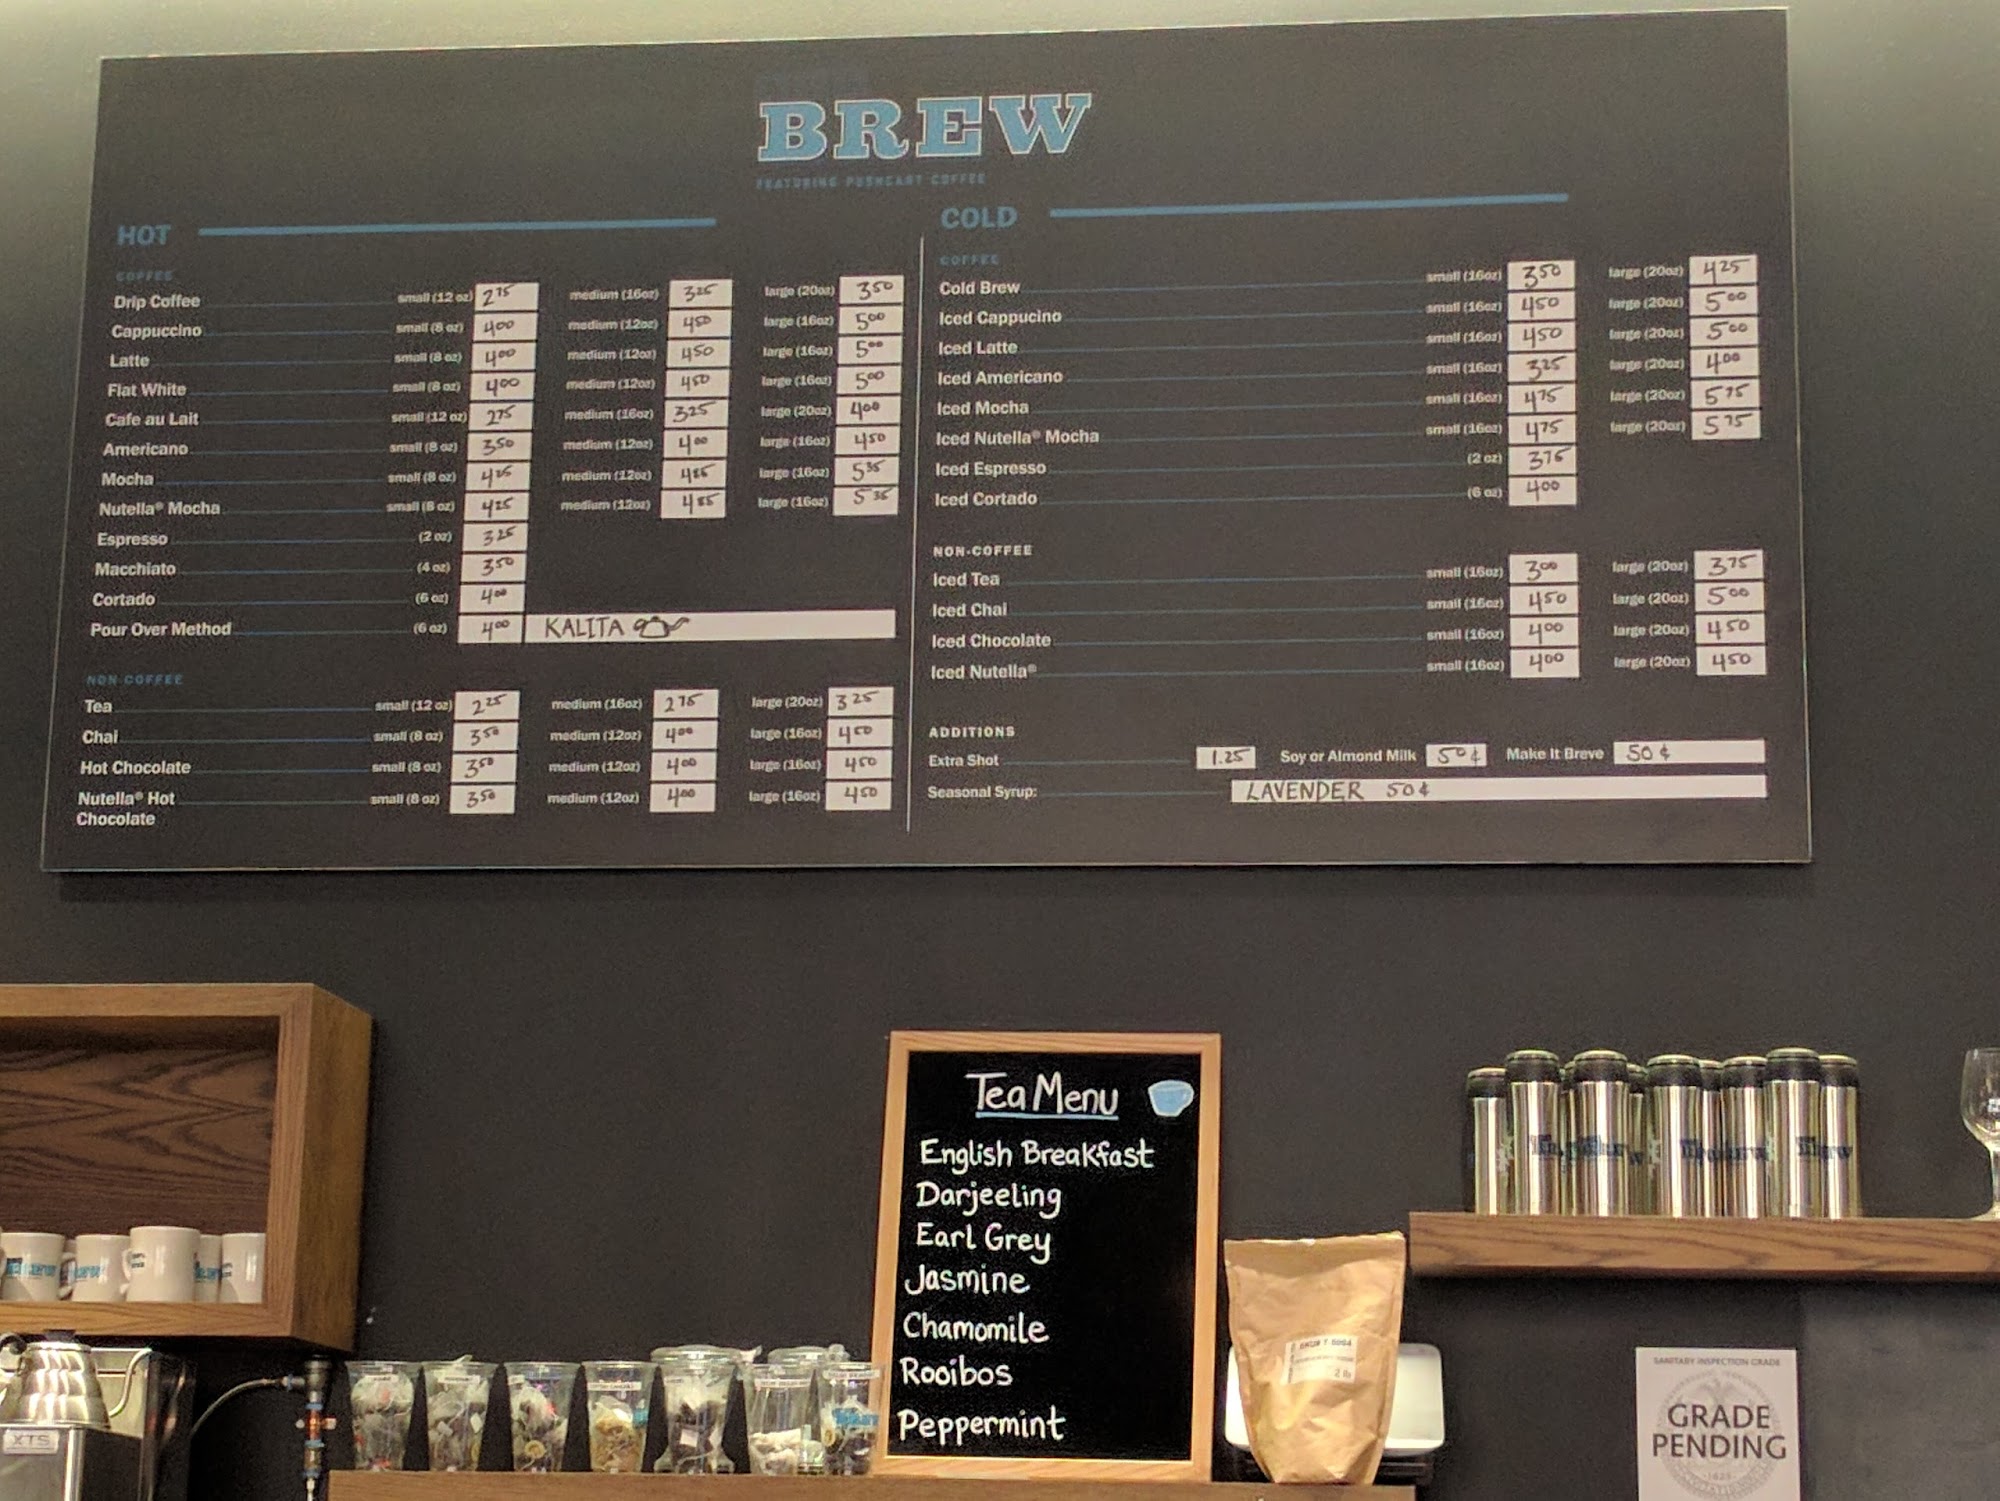 BREW
FEATURING PUSHCART COFFEE
HOT
COFFEE
Drip Coffee small (12 oz) 2.75 medium (16oz) 3.25 large (20oz) 3.50
Cappuccino small (8 oz) 4.00 medium (12oz) 4.50 large (16oz) 5.00
Latte small (8 oz) 4.00 medium (12oz) 4.50 large (16oz) 5.00
Flat White small (8 oz) 4.00 medium (12oz) 4.50 large (16oz) 5.00
Cafe au Lait small (12 oz) 2.75 medium (16oz) 3.25 large (20oz) 4.00
Americano small (8 oz) 3.50 medium (12oz) 4.00 large (16oz) 4.50
Mocha small (8 oz) 4.25 medium (12oz) 4.85 large (16oz) 5.35
Nutella® Mocha small (8 oz) 4.25 medium (12oz) 4.85 large (16oz) 5.35
Espresso (2 oz) 3.25
Macchiato (4 oz) 3.50
Cortado (6 oz) 4.00
Pour Over Method (6 oz) 4.00 KALITA
NON-COFFEE
Tea small (12 oz) 2.25 medium (16oz) 2.75 large (20oz) 3.25
Chai small (8 oz) 3.50 medium (12oz) 4.00 large (16oz) 4.50
Hot Chocolate small (8 oz) 3.50 medium (12oz) 4.00 large (16oz) 4.50
Nutella® Hot small (8 oz) 3.50 medium (12oz) 4.00 large (16oz) 4.50
Chocolate
COLD
COFFEE
Cold Brew small (16oz) 3.50 large (20oz) 4.25
Iced Cappucino small (16oz) 4.50 large (20oz) 5.00
Iced Latte small (16oz) 4.50 large (20oz) 5.00
Iced Americano small (16oz) 3.25 large (20oz) 4.00
Iced Mocha small (16oz) 4.75 large (20oz) 5.75
Iced Nutella® Mocha small (16oz) 4.75 large (20oz) 5.75
Iced Espresso (2 oz) 3.75
Iced Cortado (6 oz) 4.00
NON-COFFEE
Iced Tea small (16oz) 3.00 large (20oz) 3.75
Iced Chai small (16oz) 4.50 large (20oz) 5.00
Iced Chocolate small (16oz) 4.00 large (20oz) 4.50
Iced Nutella® small (16oz) 4.00 large (20oz) 4.50
ADDITIONS
Extra Shot 1.25 Soy or Almond Milk 50¢ Make It Breve 50¢
Seasonal Syrup: LAVENDER 50¢
Tea Menu
English Breakfast
Darjeeling
Earl Grey
Jasmine
Chamomile
Rooibos
Peppermint
2 lb
XTS
SANITARY INSPECTION GRADE
GRADE
PENDING